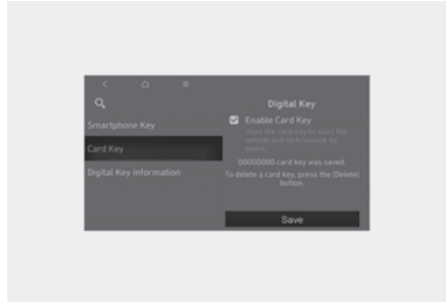 Digital Key
Smartphone Key
Card Key
Digital Key Information
Enable Card Key
Uses the card key to start the
vehicle and lock/unlock its
doors.
00000000 card key was saved.
To delete a card key, press the [Delete]
button.
Save